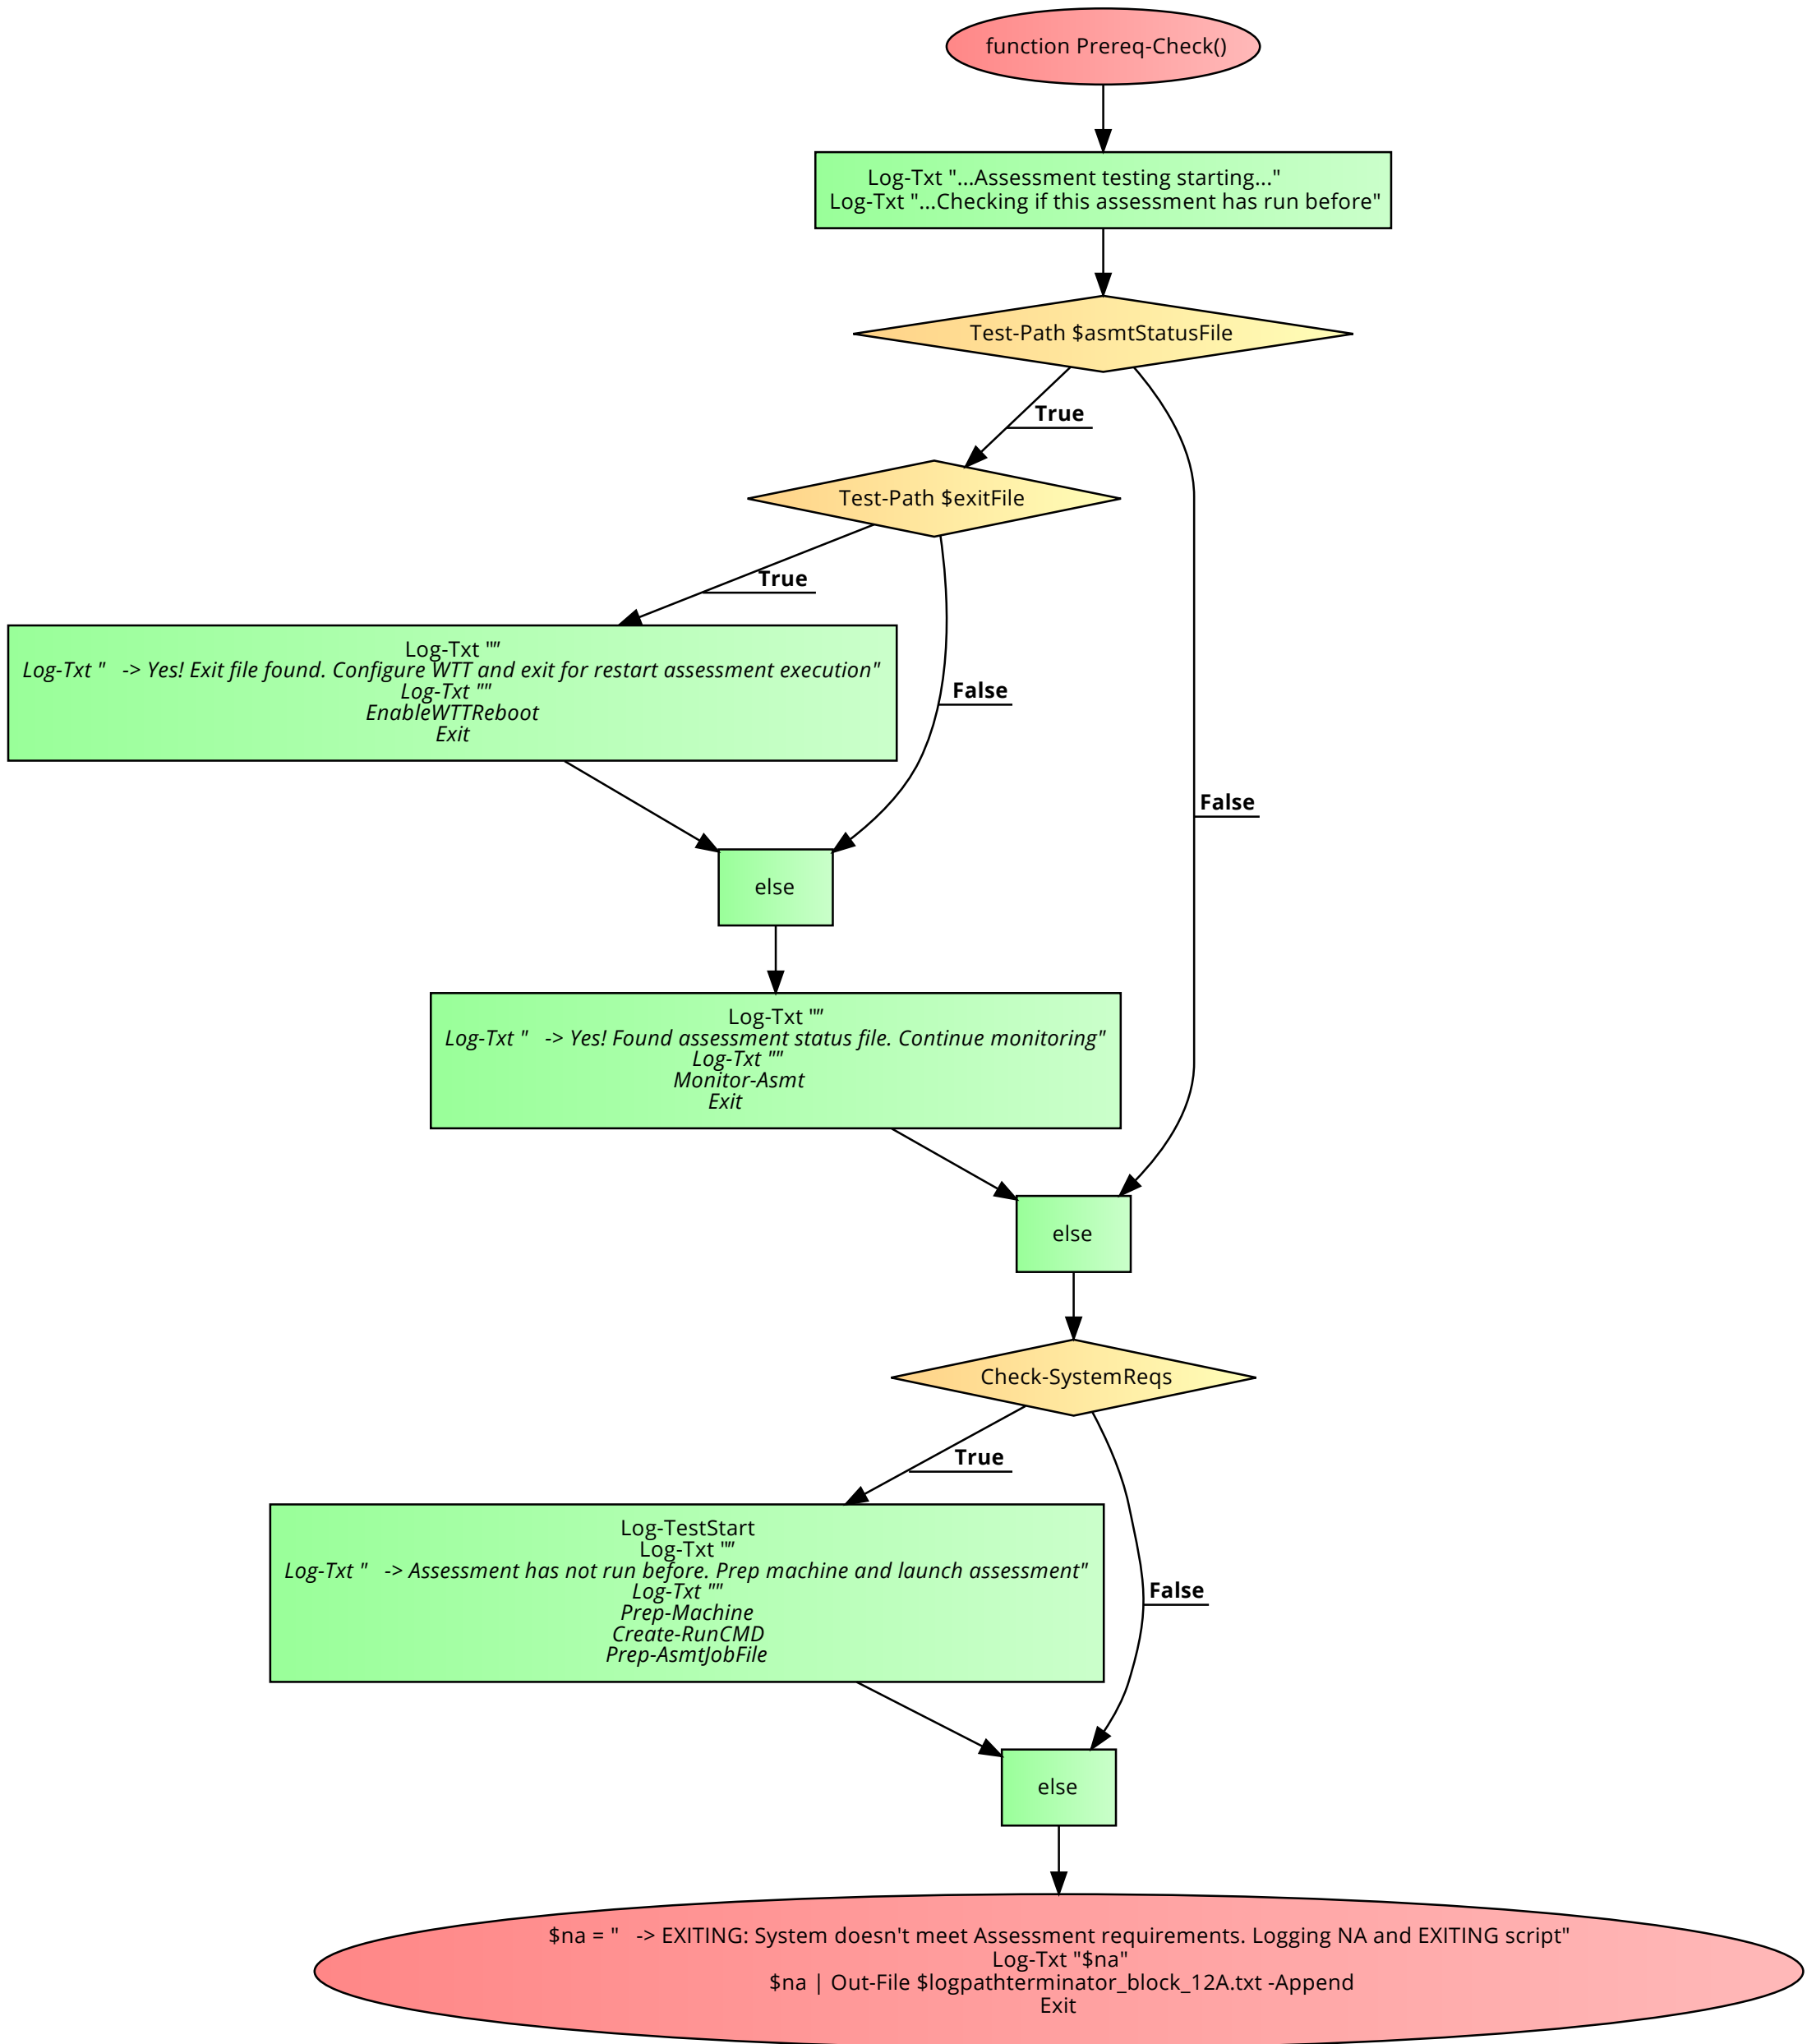 function Prereq-Check()
Log-Txt "...Assessment testing starting..."
Log-Txt "...Checking if this assessment has run before"
Test-Path $asmtStatusFile
True
Test-Path $exitFile
True
Log-Txt ""
Log-Txt "   -> Yes! Exit file found. Configure WTT and exit for restart assessment execution"
Log-Txt ""
EnableWTTReboot
Exit
False
False
else
Log-Txt ""
Log-Txt "   -> Yes! Found assessment status file. Continue monitoring"
Log-Txt ""
Monitor-Asmt
Exit
else
Check-SystemReqs
True
Log-TestStart
Log-Txt ""
Log-Txt "   -> Assessment has not run before. Prep machine and launch assessment"
Log-Txt ""
Prep-Machine
Create-RunCMD
Prep-AsmtJobFile
False
else
$na = "   -> EXITING: System doesn't meet Assessment requirements. Logging NA and EXITING script"
Log-Txt "$na"
$na | Out-File $logpathterminator_block_12A.txt -Append
Exit